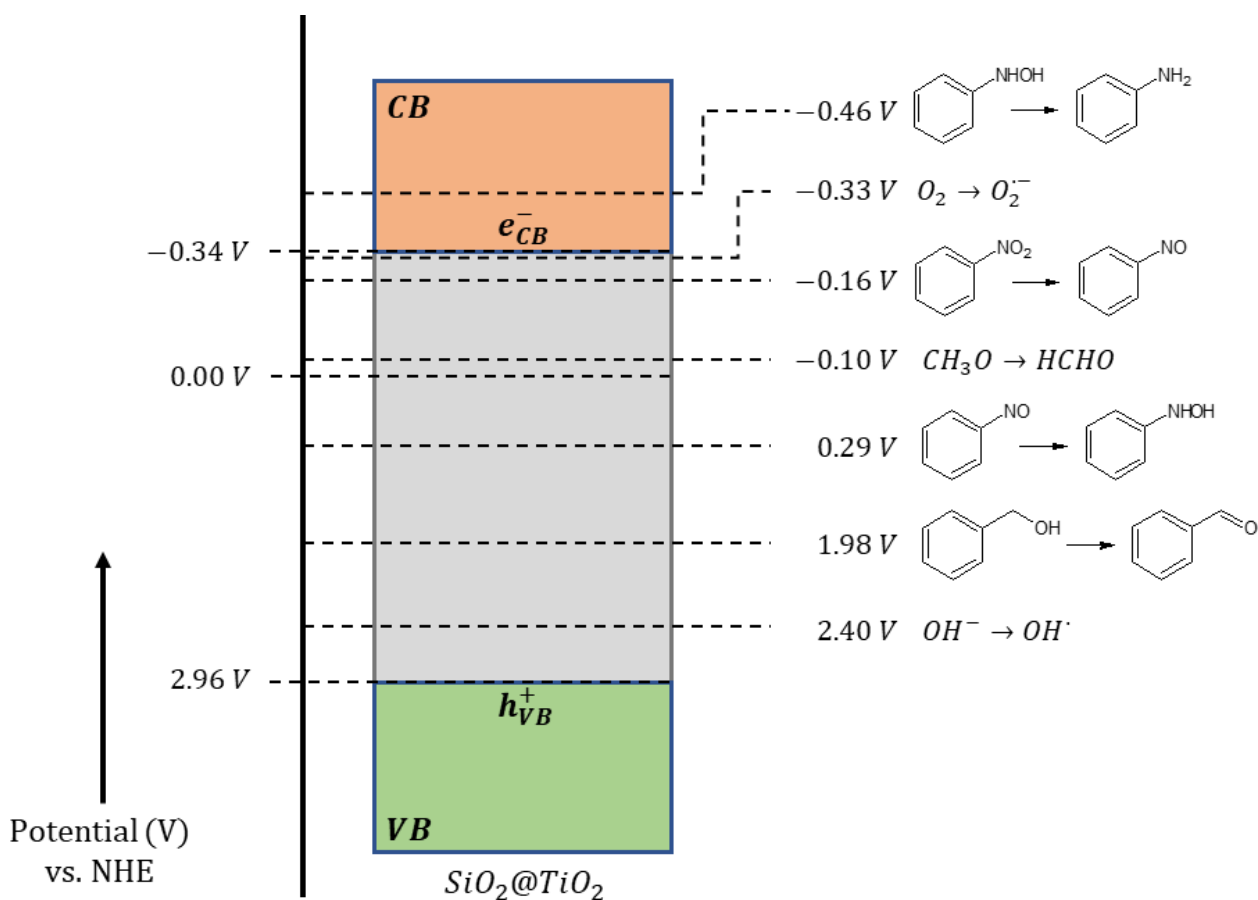 CB
NHOH
NH₂
−0.46 V
−0.33 V O₂ → O₂·⁻
e⁻CB
−0.34 V
NO₂
NO
−0.16 V
−0.10 V CH₃O → HCHO
0.00 V
NO
NHOH
0.29 V
OH
O
1.98 V
2.40 V OH⁻ → OH·
2.96 V
h⁺VB
Potential (V)
vs. NHE
VB
SiO₂@TiO₂